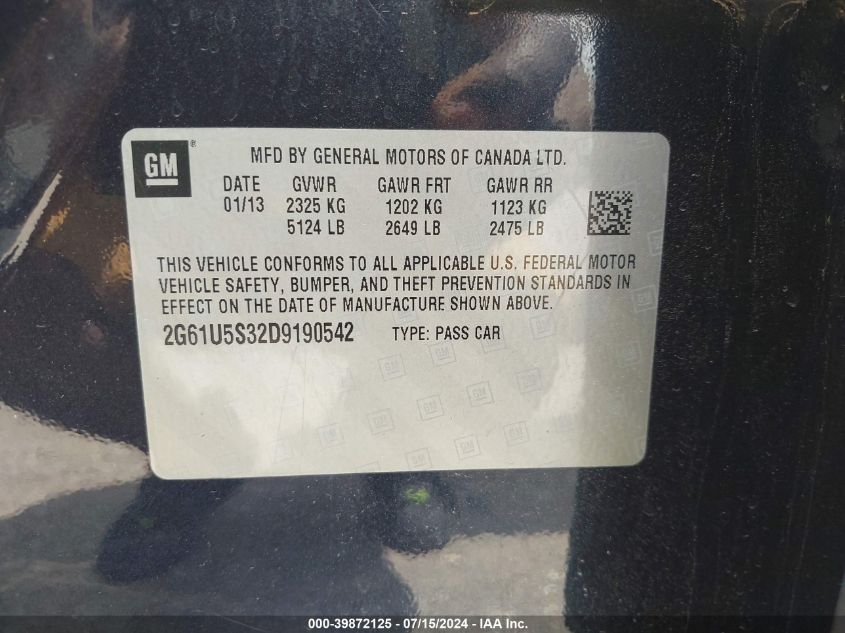 GM ®
MFD BY GENERAL MOTORS OF CANADA LTD.
DATE GVWR GAWR FRT GAWR RR
01/13 2325 KG 1202 KG 1123 KG
5124 LB 2649 LB 2475 LB
THIS VEHICLE CONFORMS TO ALL APPLICABLE U.S. FEDERAL MOTOR
VEHICLE SAFETY, BUMPER, AND THEFT PREVENTION STANDARDS IN
EFFECT ON THE DATE OF MANUFACTURE SHOWN ABOVE.
2G61U5S32D9190542 TYPE: PASS CAR
000-39872125 - 07/15/2024 - IAA Inc.